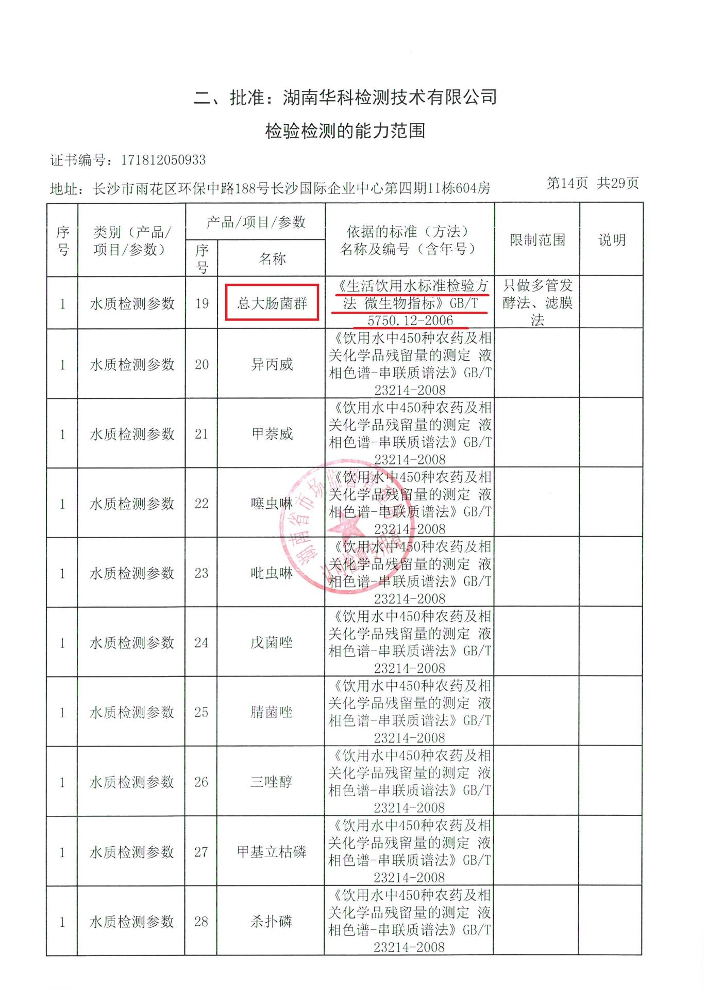 二、批准：湖南华科检测技术有限公司
检验检测的能力范围
证书编号：171812050933
地址：长沙市雨花区环保中路188号长沙国际企业中心第四期11栋604房
第14页 共29页
序号
类别（产品/
项目/参数）
产品/项目/参数
序号
名称
依据的标准（方法）
名称及编号（含年号）
限制范围
说明
1
水质检测参数
19
总大肠菌群
《生活饮用水标准检验方
法 微生物指标》GB/T
5750.12-2006
只做多管发
酵法、滤膜
法
1
水质检测参数
20
异丙威
《饮用水中450种农药及相
关化学品残留量的测定 液
相色谱-串联质谱法》GB/T
23214-2008
1
水质检测参数
21
甲萘威
《饮用水中450种农药及相
关化学品残留量的测定 液
相色谱-串联质谱法》GB/T
23214-2008
1
水质检测参数
22
噻虫啉
《饮用水中450种农药及相
关化学品残留量的测定 液
相色谱-串联质谱法》GB/T
23214-2008
1
水质检测参数
23
吡虫啉
《饮用水中450种农药及相
关化学品残留量的测定 液
相色谱-串联质谱法》GB/T
23214-2008
1
水质检测参数
24
戊菌唑
《饮用水中450种农药及相
关化学品残留量的测定 液
相色谱-串联质谱法》GB/T
23214-2008
1
水质检测参数
25
腈菌唑
《饮用水中450种农药及相
关化学品残留量的测定 液
相色谱-串联质谱法》GB/T
23214-2008
1
水质检测参数
26
三唑醇
《饮用水中450种农药及相
关化学品残留量的测定 液
相色谱-串联质谱法》GB/T
23214-2008
1
水质检测参数
27
甲基立枯磷
《饮用水中450种农药及相
关化学品残留量的测定 液
相色谱-串联质谱法》GB/T
23214-2008
1
水质检测参数
28
杀扑磷
《饮用水中450种农药及相
关化学品残留量的测定 液
相色谱-串联质谱法》GB/T
23214-2008
湖南省市场监督管理局